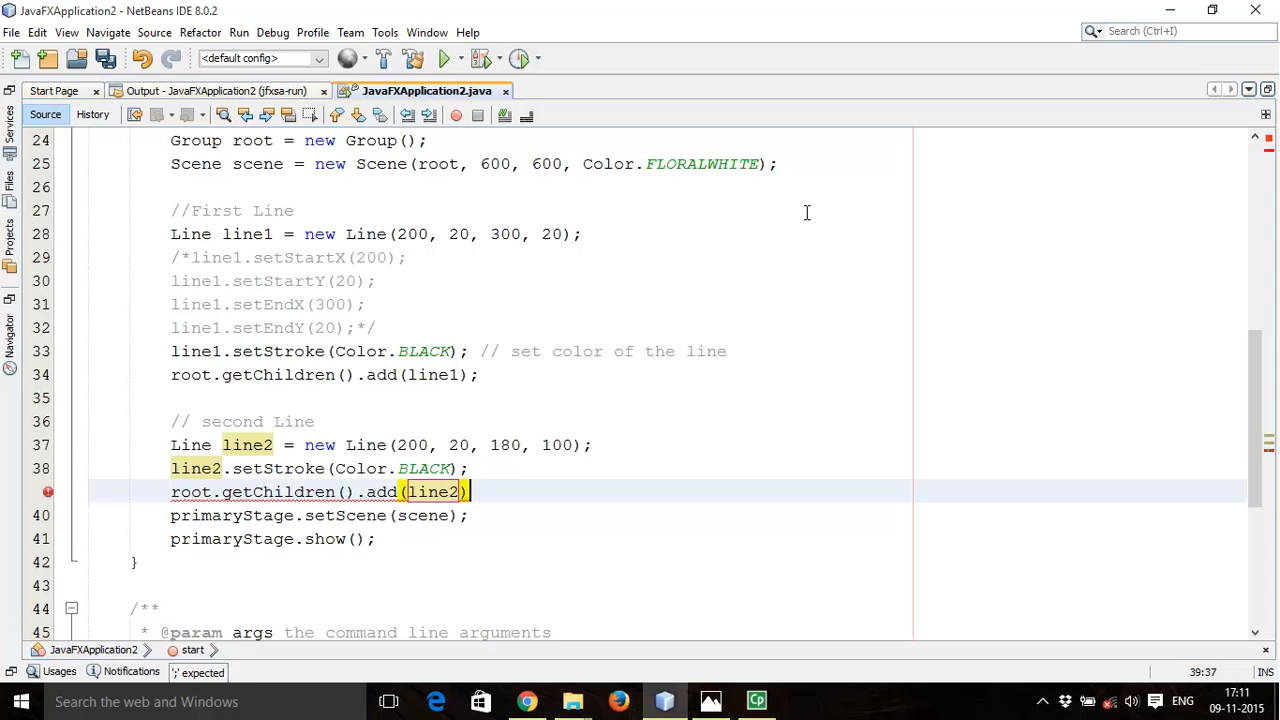 JavaFXApplication2 - NetBeans IDE 8.0.2
File Edit View Navigate Source Refactor Run Debug Profile Team Tools Window Help
Search (Ctrl+I)
<default config>
Start Page
Output - JavaFXApplication2 (jfxsa-run)
JavaFXApplication2.java
Source History
Services
Files
Projects
Navigator
24 Group root = new Group();
25 Scene scene = new Scene(root, 600, 600, Color.FLORALWHITE);
26
27 //First Line
28 Line line1 = new Line(200, 20, 300, 20);
29 /*line1.setStartX(200);
30 line1.setStartY(20);
31 line1.setEndX(300);
32 line1.setEndY(20);*/
33 line1.setStroke(Color.BLACK); // set color of the line
34 root.getChildren().add(line1);
35
36 // second Line
37 Line line2 = new Line(200, 20, 180, 100);
38 line2.setStroke(Color.BLACK);
root.getChildren().add(line2)
40 primaryStage.setScene(scene);
41 primaryStage.show();
42 }
43
44 /**
45 * @param args the command line arguments
JavaFXApplication2 start
Usages Notifications ';' expected 39:37 INS
Search the web and Windows
Cp
ENG
17:11
09-11-2015